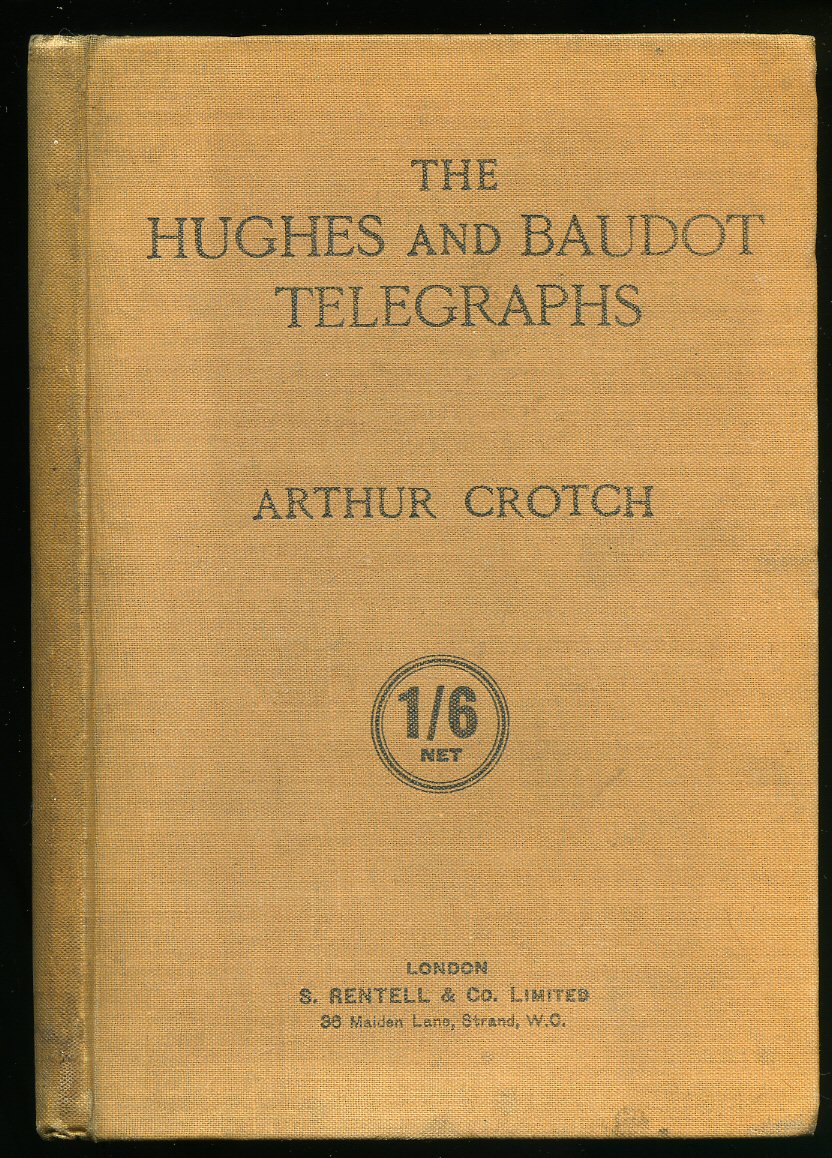 THE
HUGHES AND BAUDOT
TELEGRAPHS
ARTHUR CROTCH
1/6
NET
LONDON
S. RENTELL & CO. LIMITED
36 Maiden Lane, Strand, W.C.